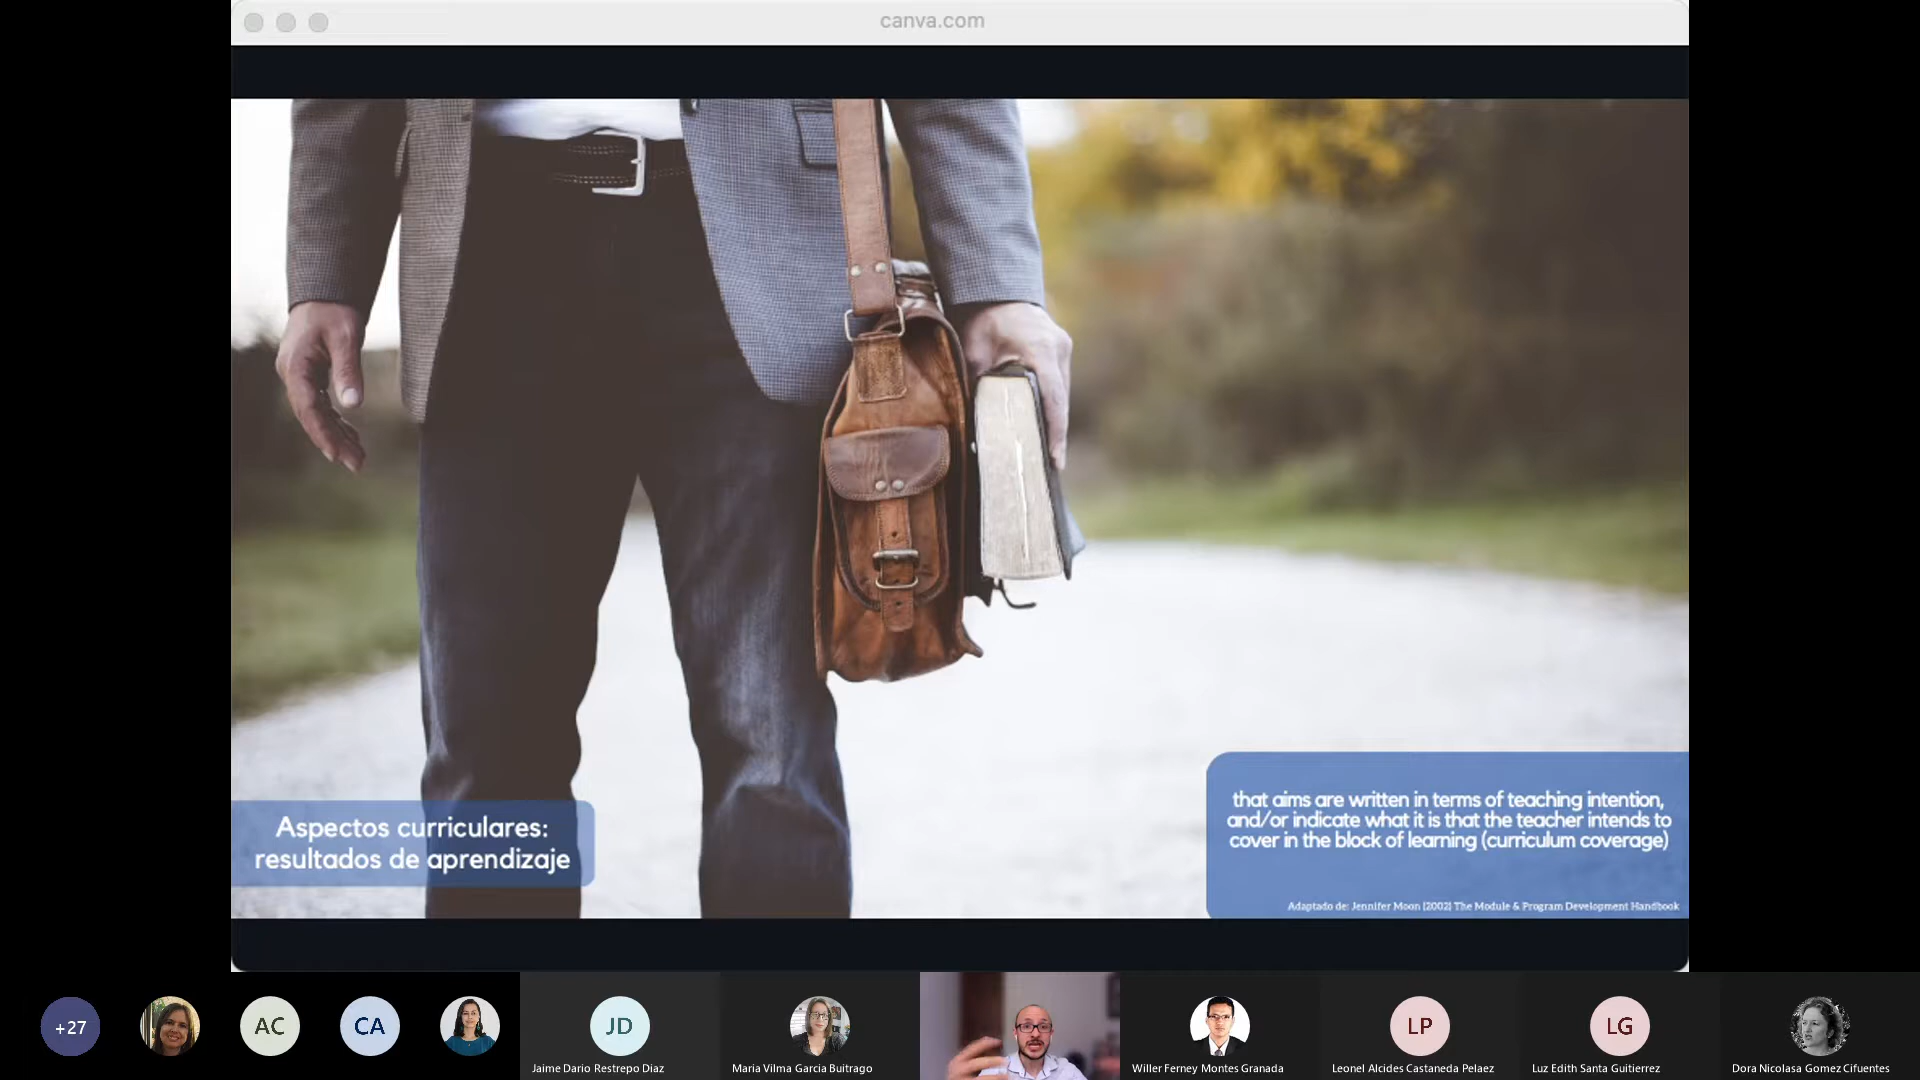 canva.com
Aspectos curriculares:
resultados de aprendizaje
that aims are written in terms of teaching intention,
and/or indicate what it is that the teacher intends to
cover in the block of learning (curriculum coverage)
Adaptado de: Jennifer Moon (2002) The Module & Program Development Handbook
+27
AC
CA
JD
LP
LG
Jaime Dario Restrepo Diaz
Maria Vilma Garcia Buitrago
Willer Ferney Montes Granada
Leonel Alcides Castaneda Pelaez
Luz Edith Santa Guitierrez
Dora Nicolasa Gomez Cifuentes